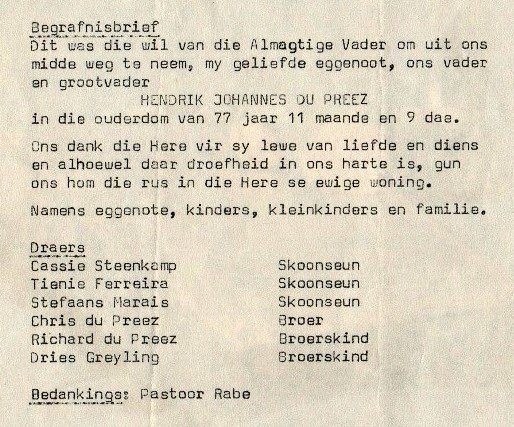 Begrafnisbrief
Dit was die wil van die Almagtige Vader om uit ons
midde weg te neem, my geliefde eggenoot, ons vader
en grootvader
HENDRIK JOHANNES DU PREEZ
in die ouderdom van 77 jaar 11 maande en 9 dae.
Ons dank die Here vir sy lewe van liefde en diens
en alhoewel daar droefheid in ons harte is, gun
ons hom die rus in die Here se ewige woning.
Namens eggenote, kinders, kleinkinders en familie.
Draers
Cassie Steenkamp Skoonseun
Tienie Ferreira Skoonseun
Stefaans Marais Skoonseun
Chris du Preez Broer
Richard du Preez Broerskind
Dries Greyling Broerskind
Bedankings: Pastoor Rabe